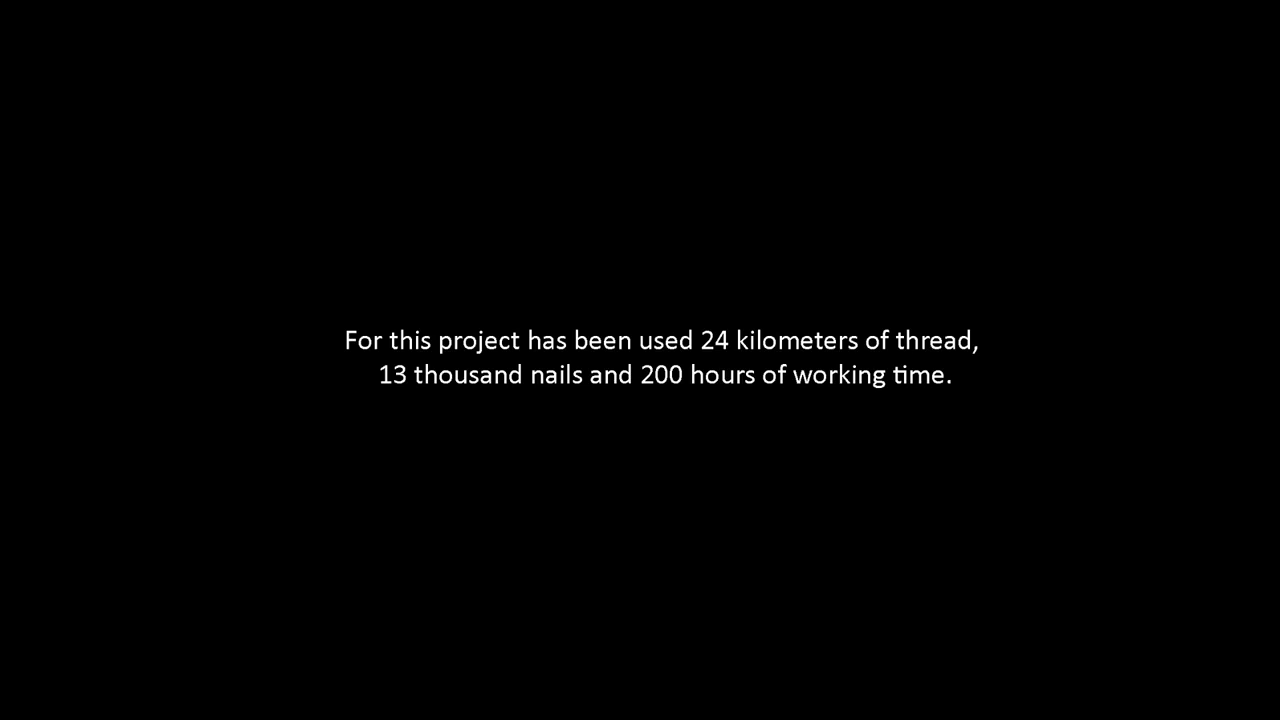 For this project has been used 24 kilometers of thread,
13 thousand nails and 200 hours of working time.